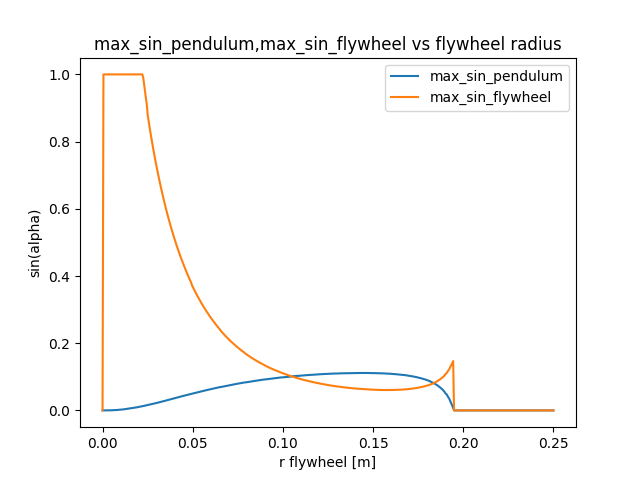 max_sin_pendulum,max_sin_flywheel vs flywheel radius
max_sin_pendulum
max_sin_flywheel
sin(alpha)
1.0
0.8
0.6
0.4
0.2
0.0
0.00 0.05 0.10 0.15 0.20 0.25
r flywheel [m]